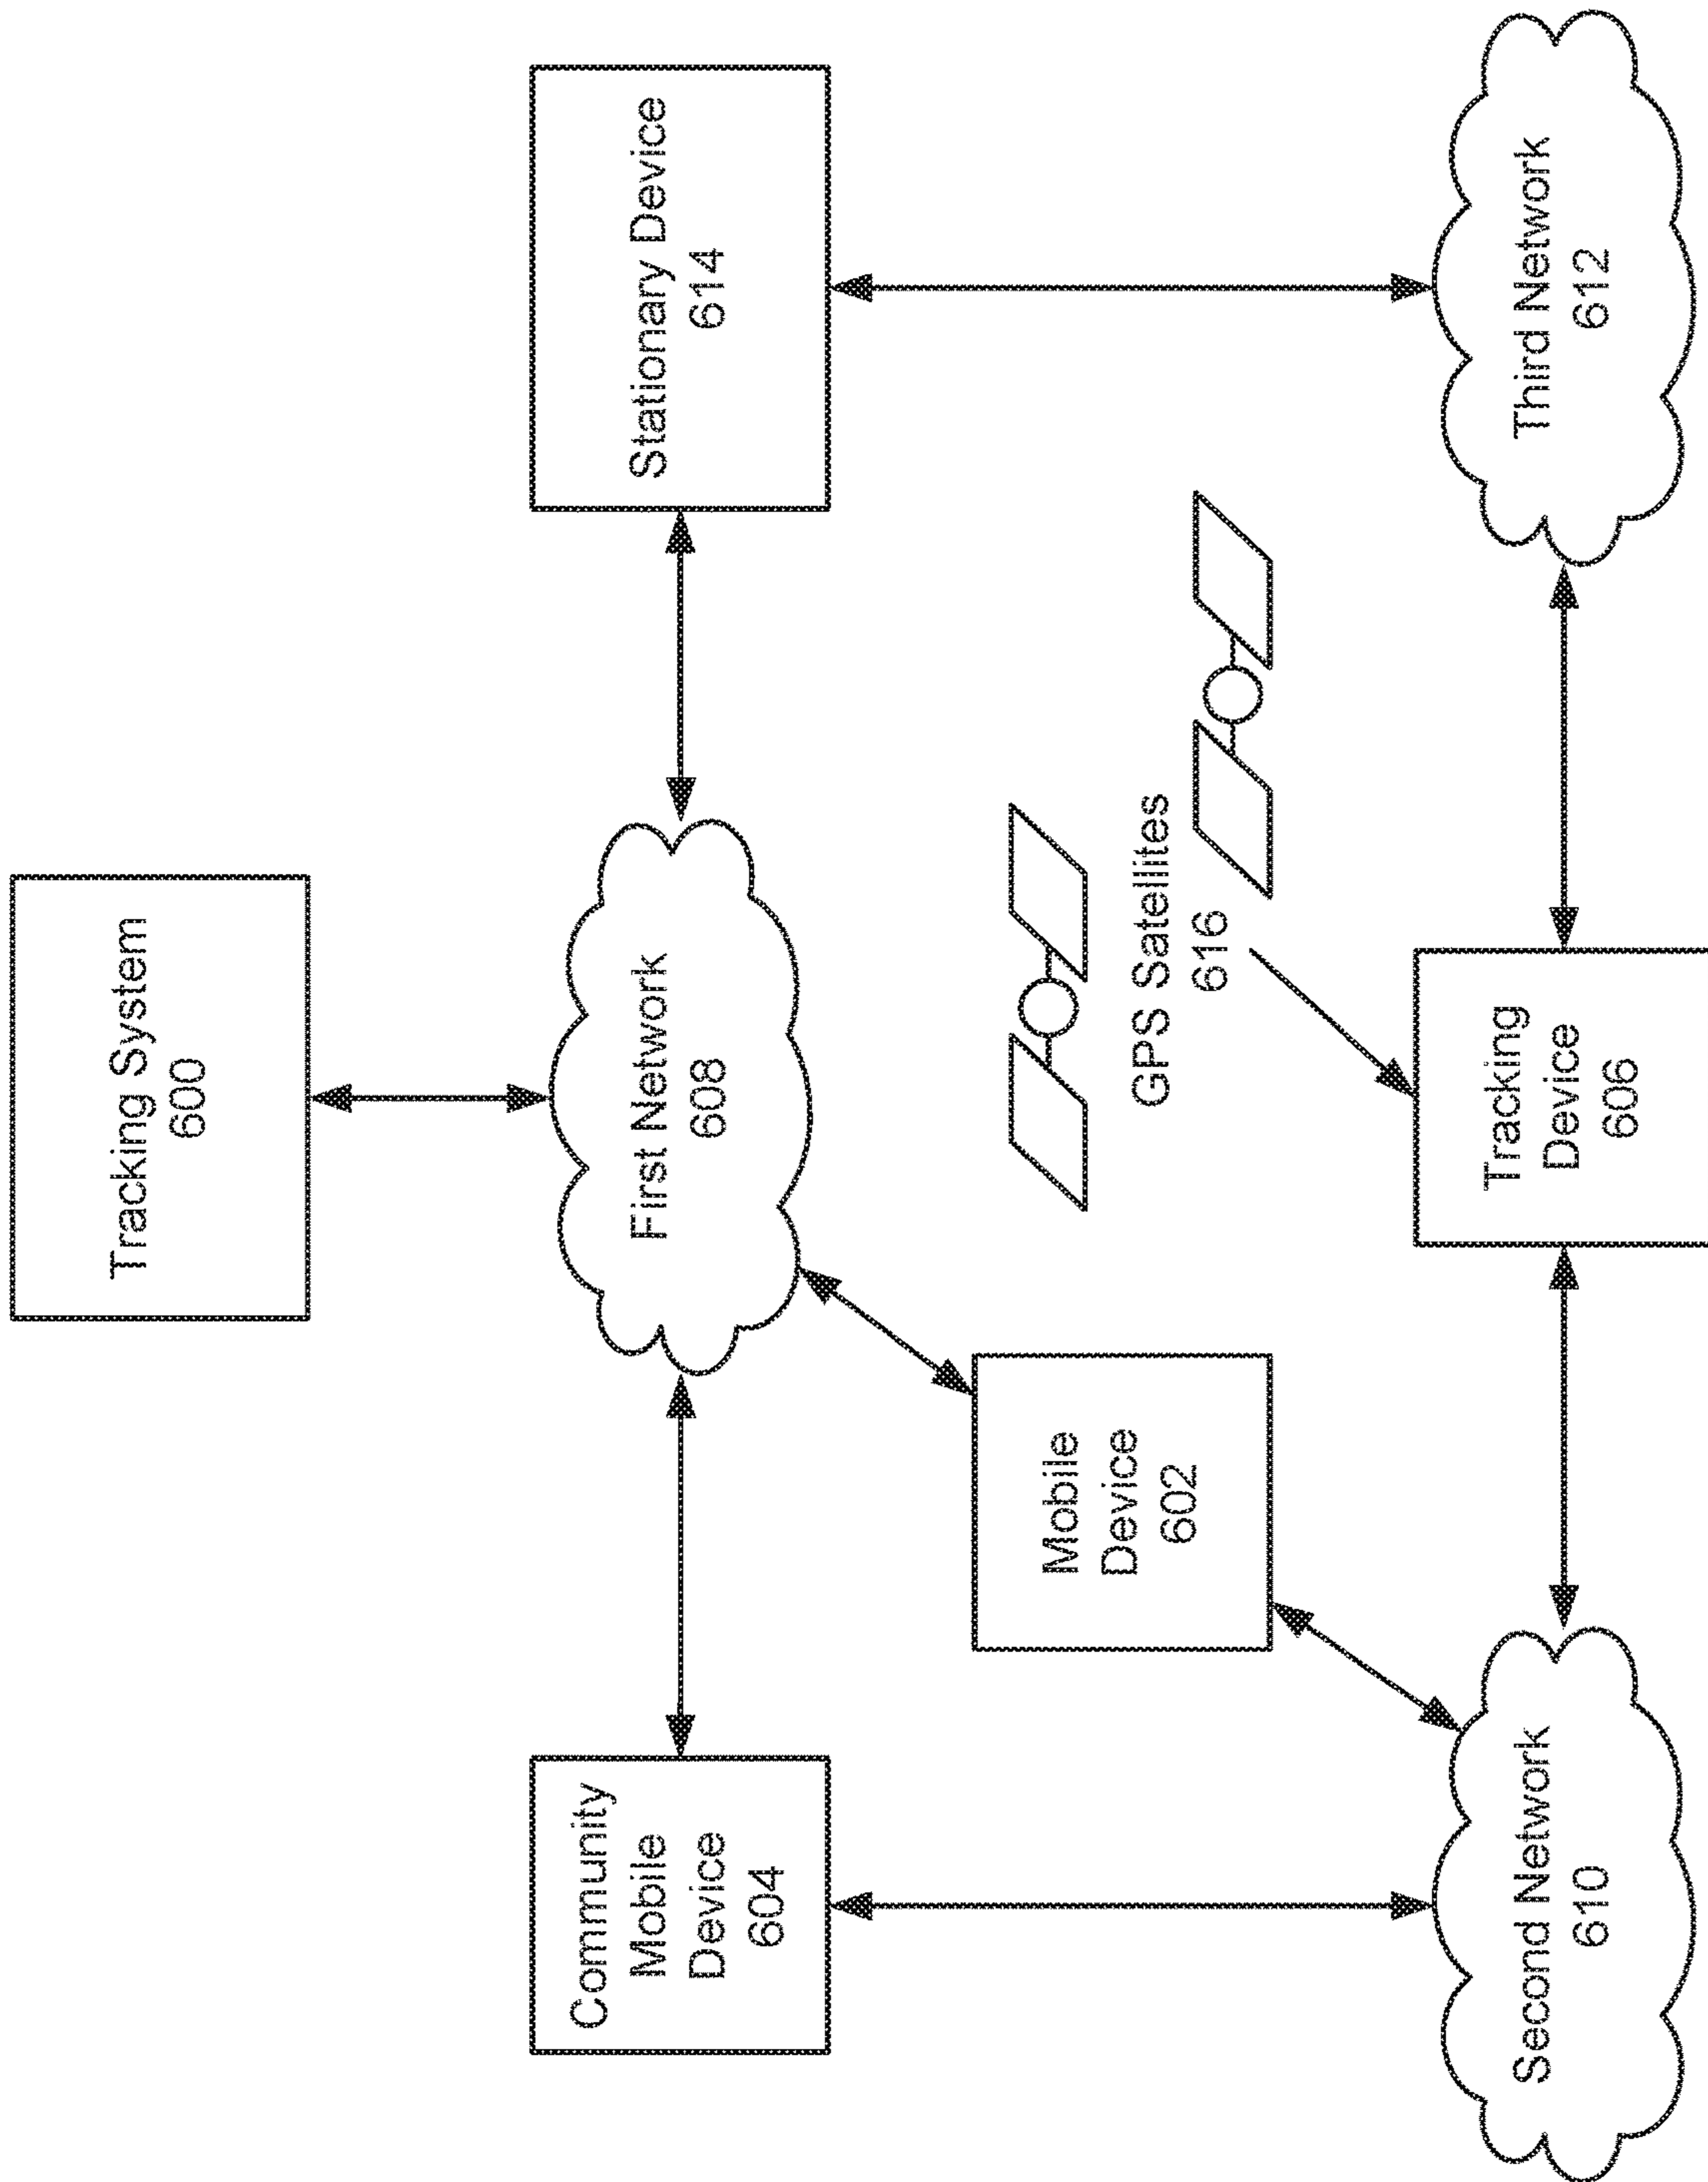 Tracking System
600
Community
Mobile
Device
604
First Network
608
Stationary Device
614
Mobile
Device
602
GPS Satellites
616
Second Network
610
Tracking
Device
606
Third Network
612